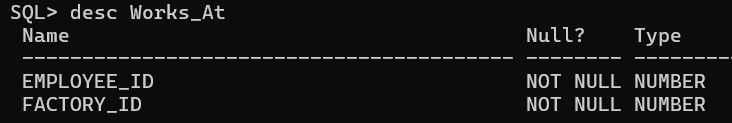 SQL> desc Works_At
Name Null? Type
----------------------------------------- -------- ---------
EMPLOYEE_ID NOT NULL NUMBER
FACTORY_ID NOT NULL NUMBER